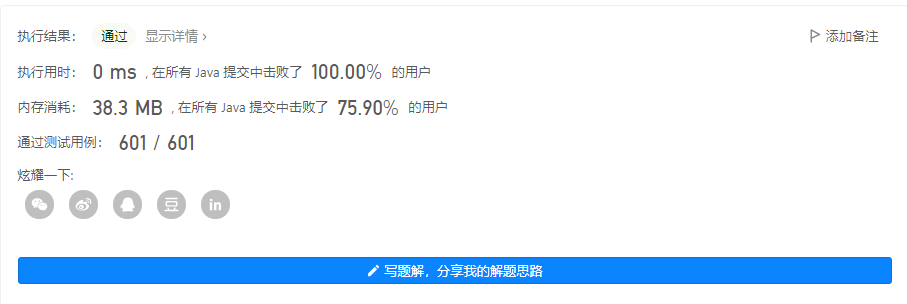 执行结果： 通过 显示详情 › 添加备注
执行用时： 0 ms , 在所有 Java 提交中击败了 100.00% 的用户
内存消耗： 38.3 MB , 在所有 Java 提交中击败了 75.90% 的用户
通过测试用例： 601 / 601
炫耀一下:
豆 in
写题解，分享我的解题思路